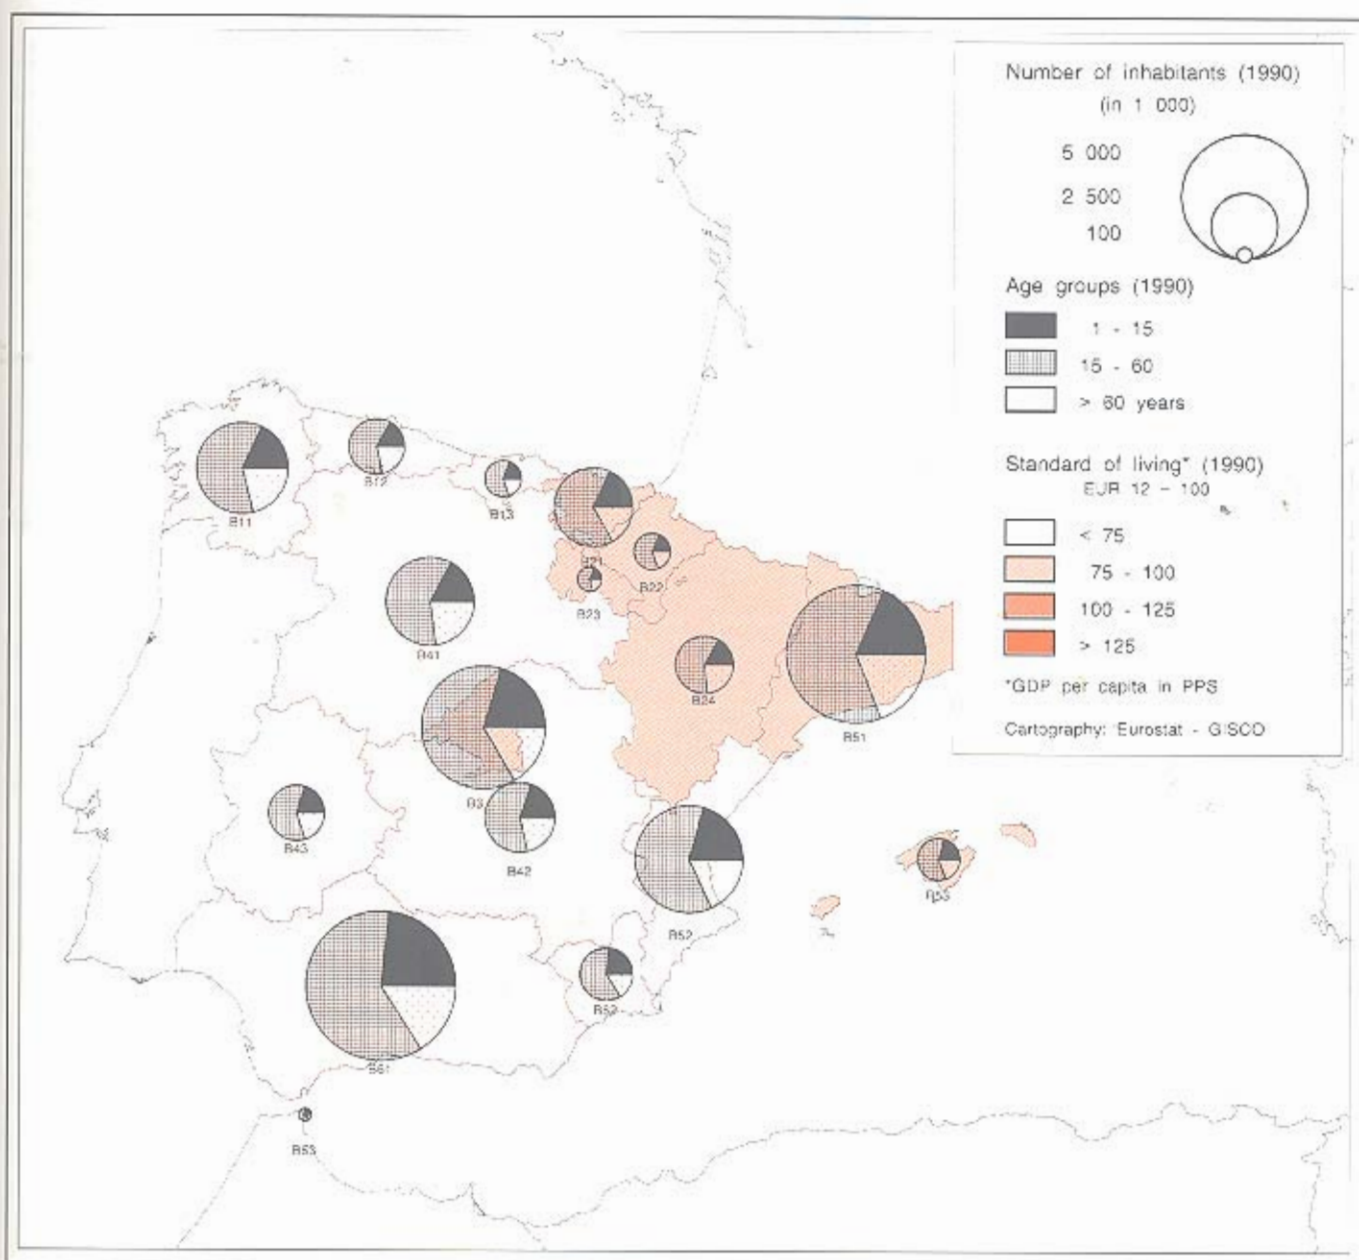 Number of inhabitants (1990)
(in 1 000)
5 000
2 500
100
Age groups (1990)
1 - 15
15 - 60
> 60 years
Standard of living* (1990)
EUR 12 - 100
< 75
75 - 100
100 - 125
> 125
*GDP per capita in PPS
Cartography: Eurostat - GISCO
B11
B12
B13
B21
B22
B23
B41
B24
B51
B3
B43
B42
B52
B53
B62
B61
B53